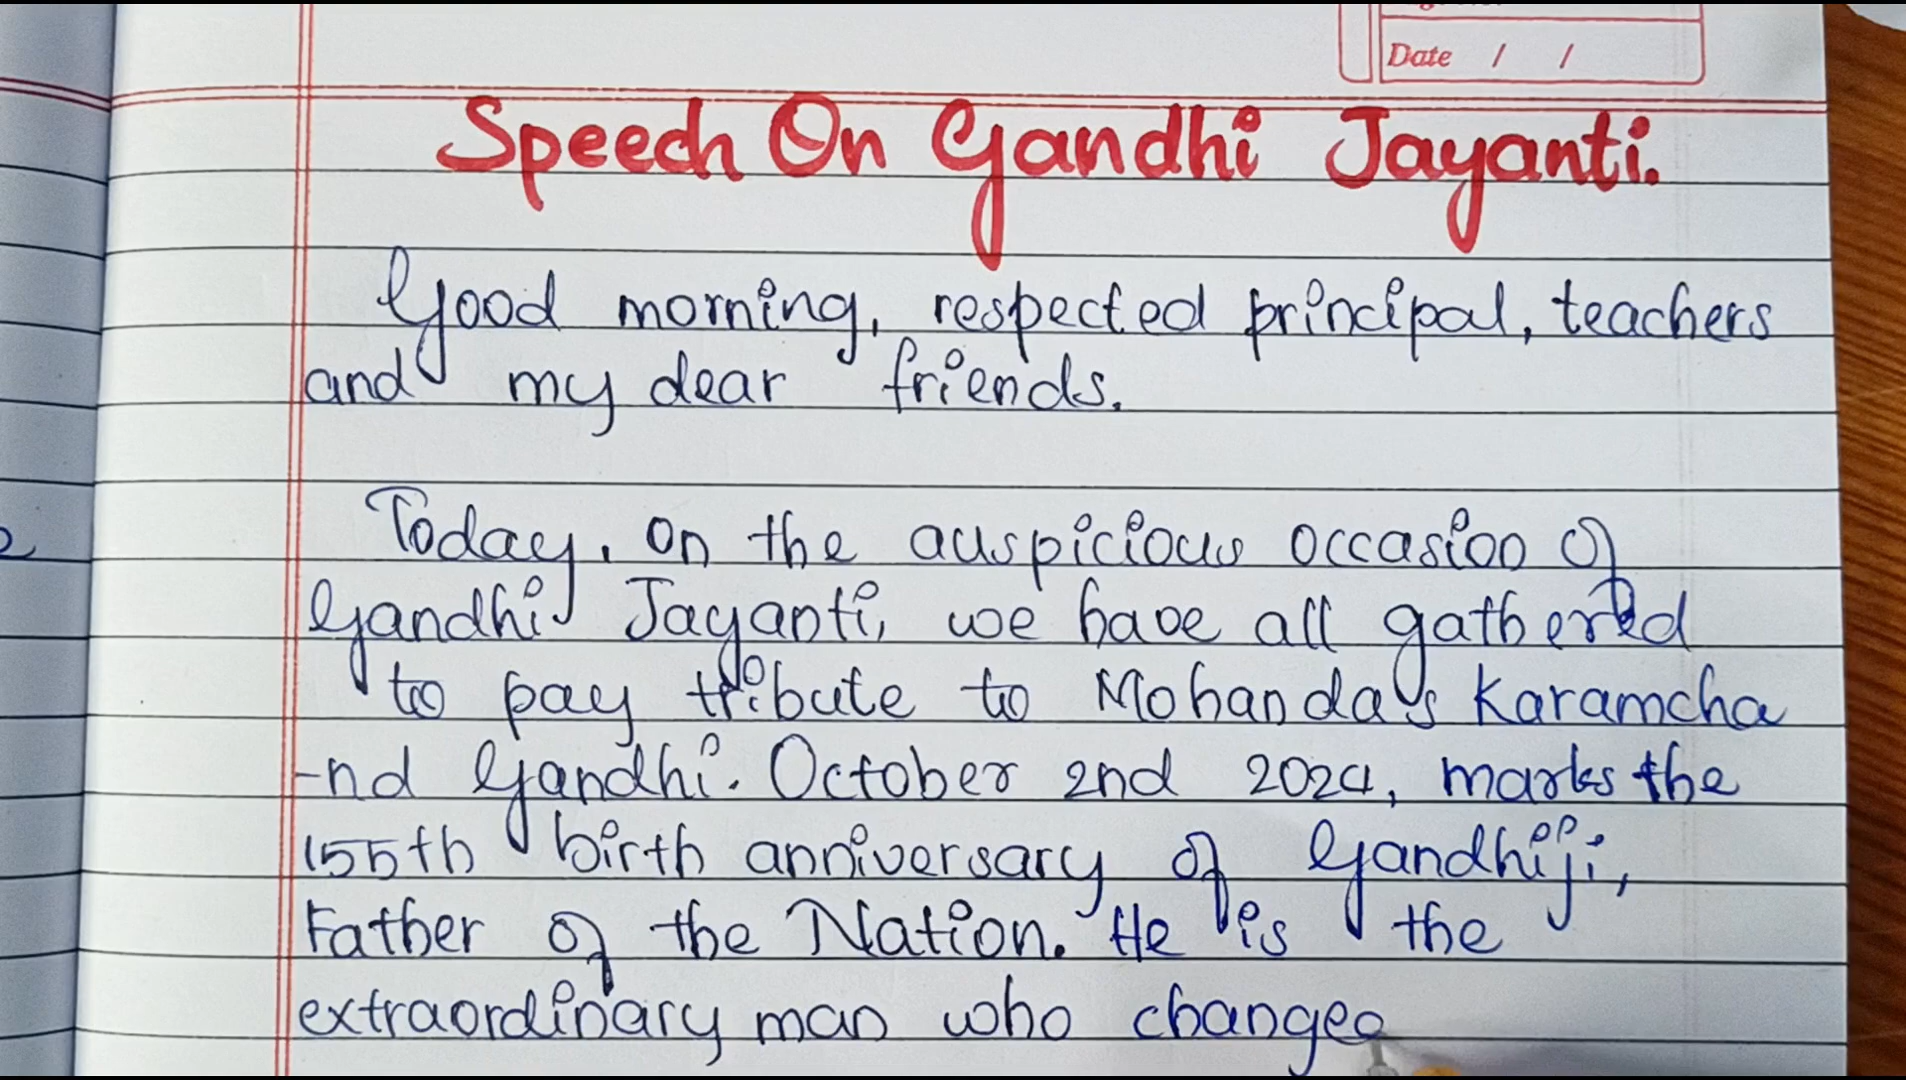 Date / /
Speech On Gandhi Jayanti.
Good morning, respected principal, teachers
and my dear friends.
Today, on the auspicious occasion of
Gandhi Jayanti, we have all gathered
to pay tribute to Mohandas Karamcha
-nd Gandhi. October 2nd 2024, marks the
155th birth anniversary of Gandhiji,
Father of the Nation. He is the
extraordinary man who change